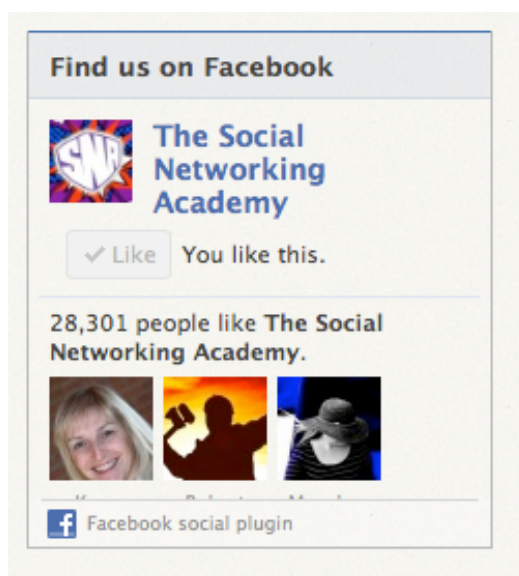 Find us on Facebook
SNA
The Social
Networking
Academy
Like You like this.
28,301 people like The Social
Networking Academy.
Facebook social plugin